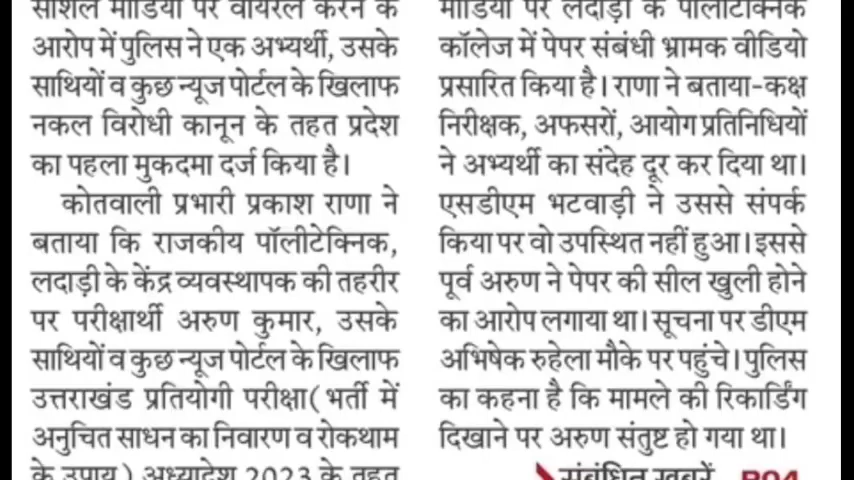 सोशल मीडिया पर वायरल करने के
आरोप में पुलिस ने एक अभ्यर्थी, उसके
साथियों व कुछ न्यूज पोर्टल के खिलाफ
नकल विरोधी कानून के तहत प्रदेश
का पहला मुकदमा दर्ज किया है।
कोतवाली प्रभारी प्रकाश राणा ने
बताया कि राजकीय पॉलीटेक्निक,
लदाड़ी के केंद्र व्यवस्थापक की तहरीर
पर परीक्षार्थी अरुण कुमार, उसके
साथियों व कुछ न्यूज पोर्टल के खिलाफ
उत्तराखंड प्रतियोगी परीक्षा( भर्ती में
अनुचित साधन का निवारण व रोकथाम
के उपाय ) अध्यादेश 2023 के तहत
मीडिया पर लदाड़ी के पॉलीटेक्निक
कॉलेज में पेपर संबंधी भ्रामक वीडियो
प्रसारित किया है। राणा ने बताया-कक्ष
निरीक्षक, अफसरों, आयोग प्रतिनिधियों
ने अभ्यर्थी का संदेह दूर कर दिया था।
एसडीएम भटवाड़ी ने उससे संपर्क
किया पर वो उपस्थित नहीं हुआ। इससे
पूर्व अरुण ने पेपर की सील खुली होने
का आरोप लगाया था। सूचना पर डीएम
अभिषेक रुहेला मौके पर पहुंचे। पुलिस
का कहना है कि मामले की रिकार्डिंग
दिखाने पर अरुण संतुष्ट हो गया था।
संबंधित खबरें P04